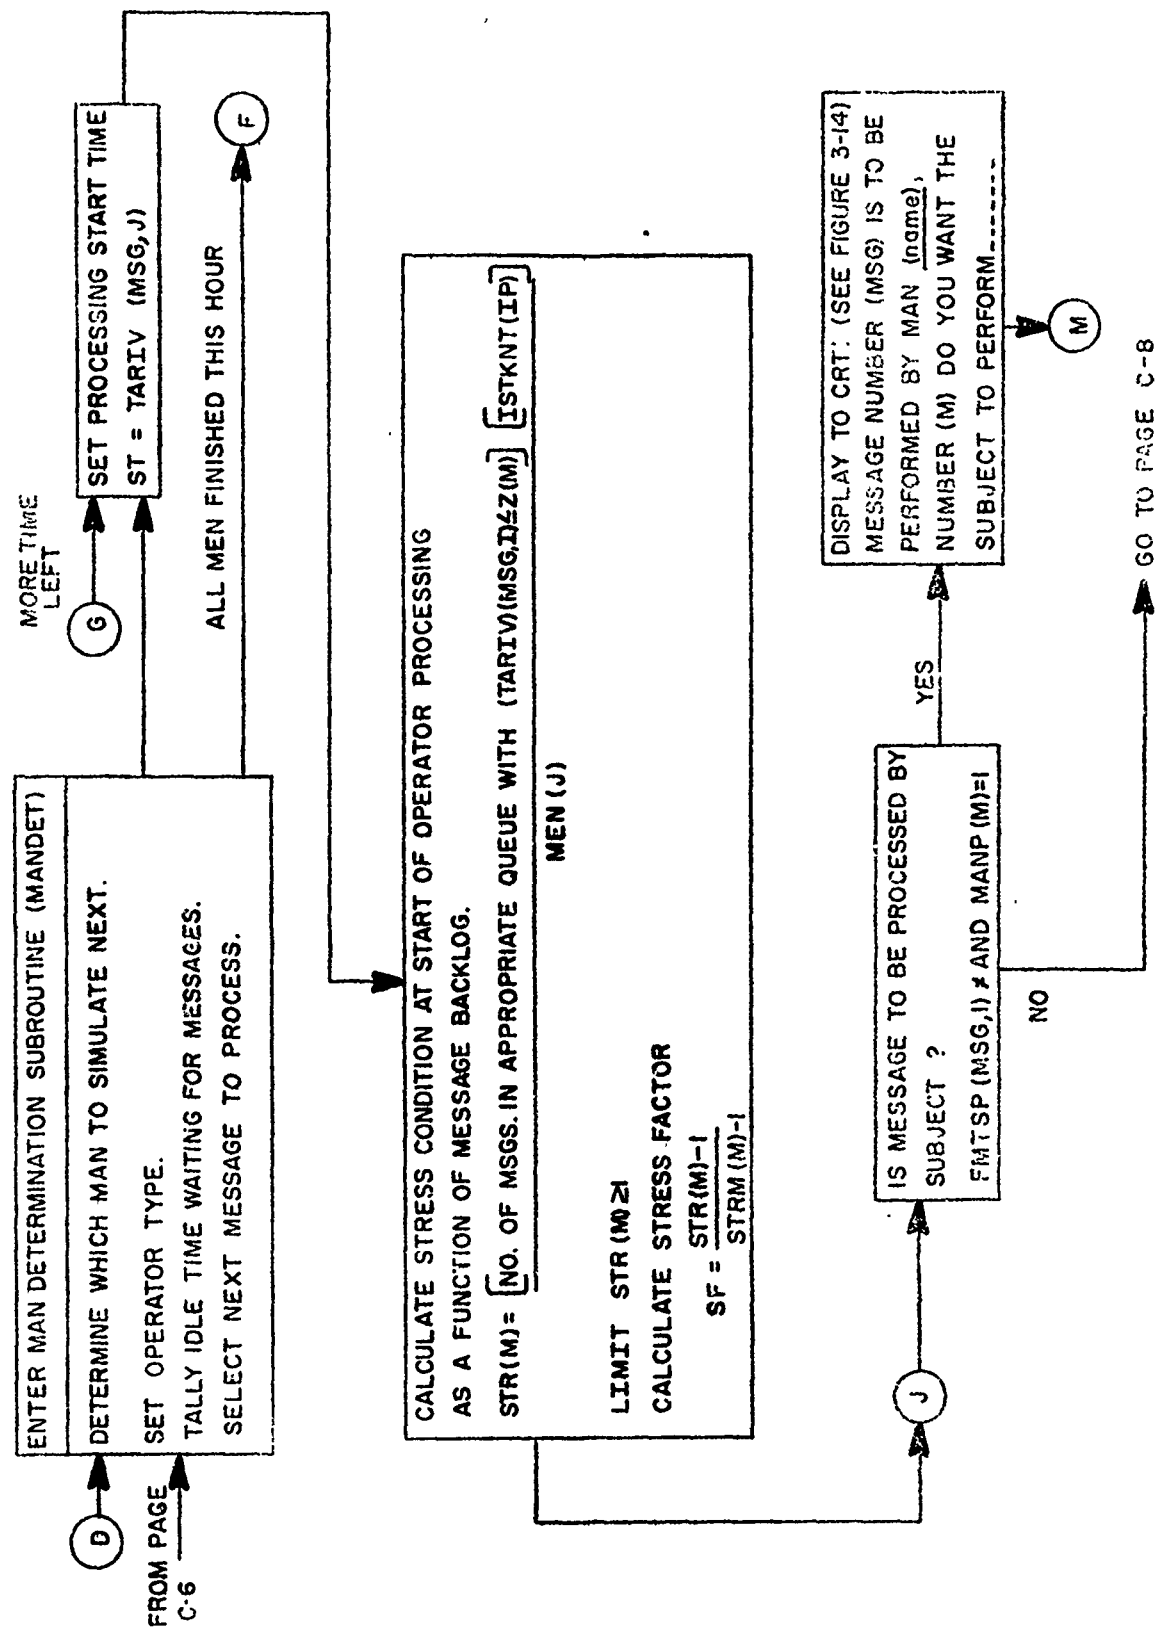 D
FROM PAGE
C-6
ENTER MAN DETERMINATION SUBROUTINE (MANDET)
DETERMINE WHICH MAN TO SIMULATE NEXT.
SET OPERATOR TYPE.
TALLY IDLE TIME WAITING FOR MESSAGES.
SELECT NEXT MESSAGE TO PROCESS.
MORE TIME
LEFT
G
SET PROCESSING START TIME
ST = TARIV (MSG,J)
ALL MEN FINISHED THIS HOUR
F
CALCULATE STRESS CONDITION AT START OF OPERATOR PROCESSING
AS A FUNCTION OF MESSAGE BACKLOG.
STR(M)= [NO. OF MSGS. IN APPROPRIATE QUEUE WITH (TARIV(MSG,1)≤Z(M)] [ISTKNT(IP)]
MEN (J)
LIMIT STR(M)≥1
CALCULATE STRESS FACTOR
SF = STR(M)-1
STRM(M)-1
J
IS MESSAGE TO BE PROCESSED BY
SUBJECT ?
FMTSP(MSG,1) ≠ AND MANP(M)=1
YES
NO
DISPLAY TO CRT: (SEE FIGURE 3-14)
MESSAGE NUMBER (MSG) IS TO BE
PERFORMED BY MAN (name),
NUMBER (M) DO YOU WANT THE
SUBJECT TO PERFORM-------
M
GO TO PAGE C-8